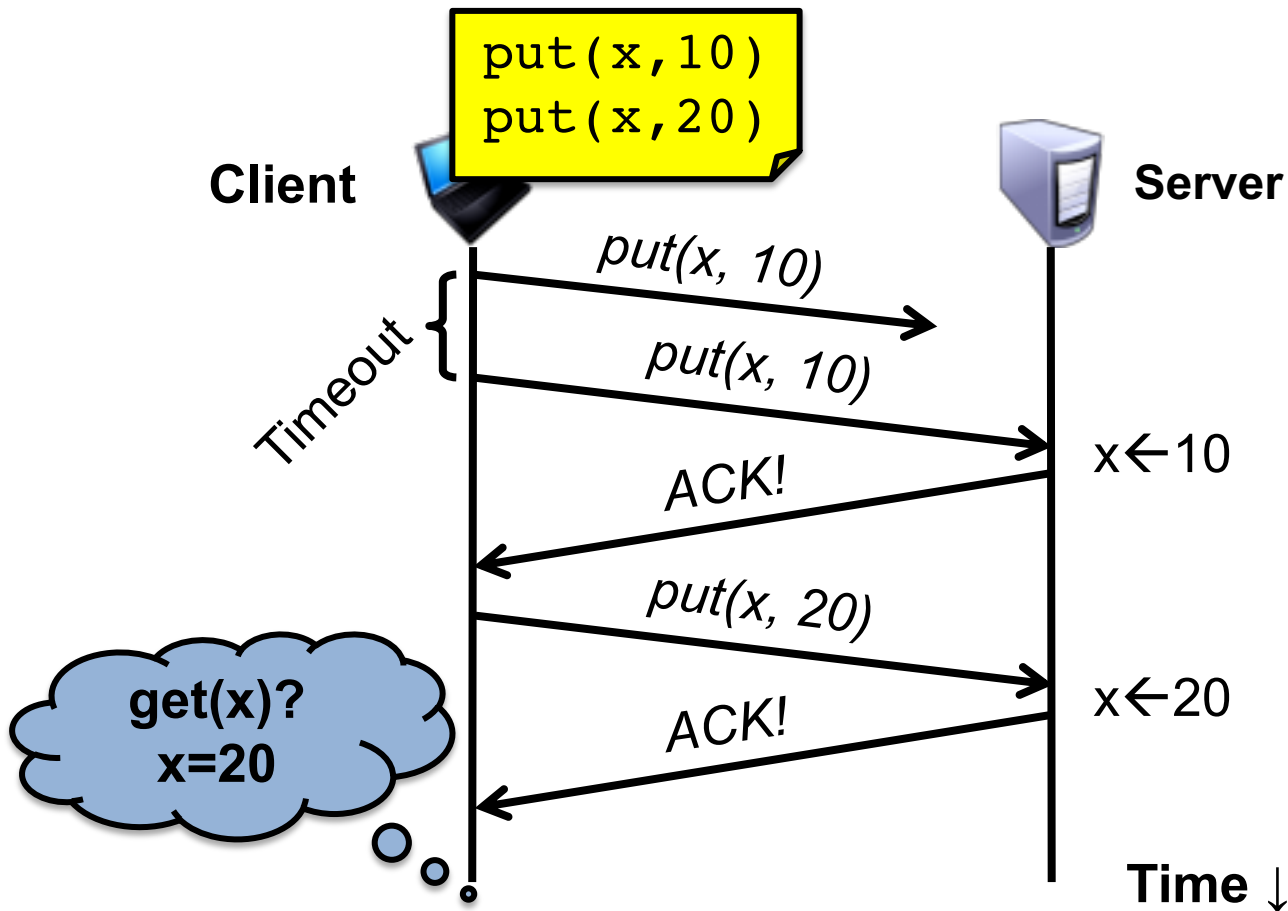 put(x,10)
put(x,20)
Client
Server
put(x, 10)
Timeout
put(x, 10)
x←10
ACK!
put(x, 20)
get(x)?
x=20
x←20
ACK!
Time ↓